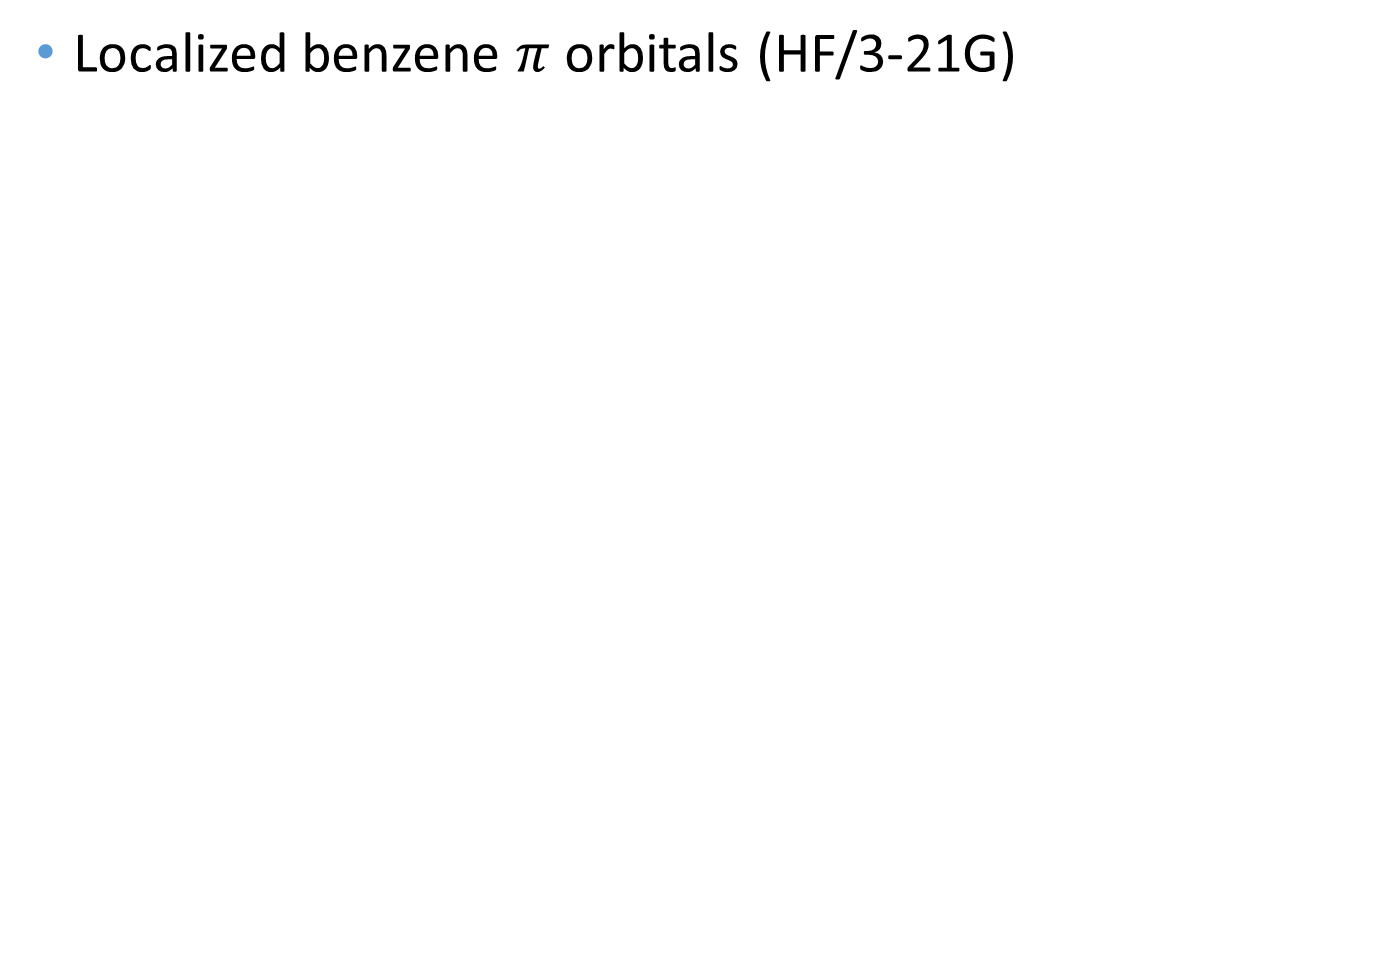 • Localized benzene 𝜋 orbitals (HF/3-21G)